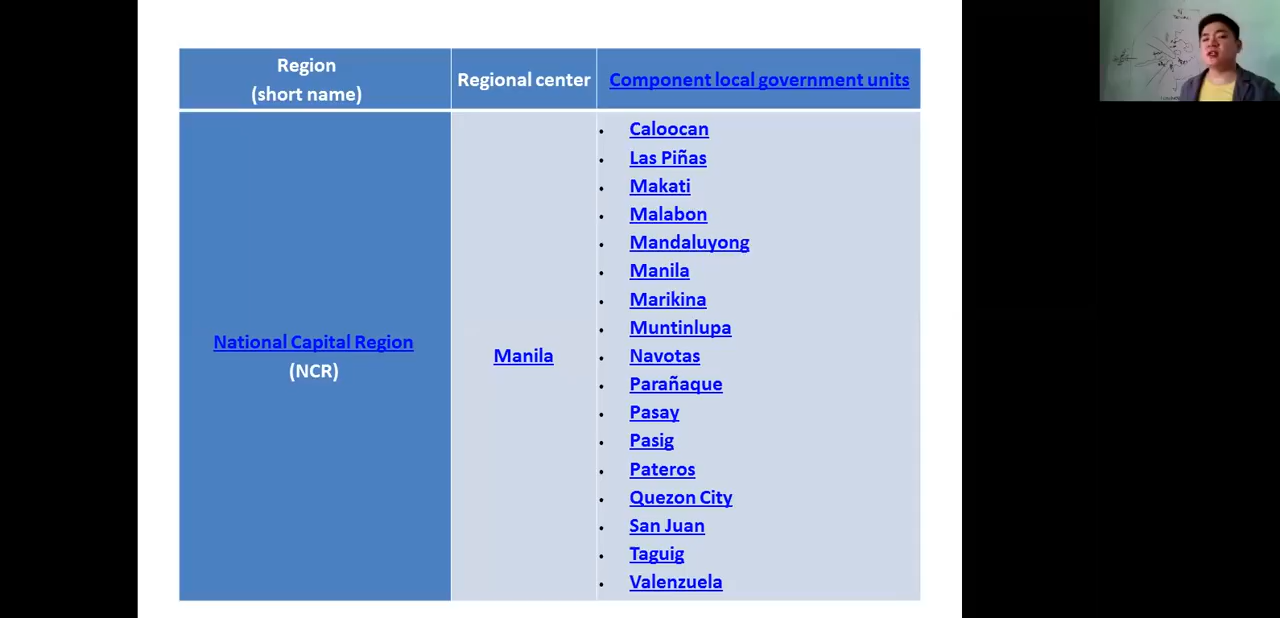 Region
(short name)
Regional center
Component local government units
National Capital Region
(NCR)
Manila
• Caloocan
• Las Piñas
• Makati
• Malabon
• Mandaluyong
• Manila
• Marikina
• Muntinlupa
• Navotas
• Parañaque
• Pasay
• Pasig
• Pateros
• Quezon City
• San Juan
• Taguig
• Valenzuela